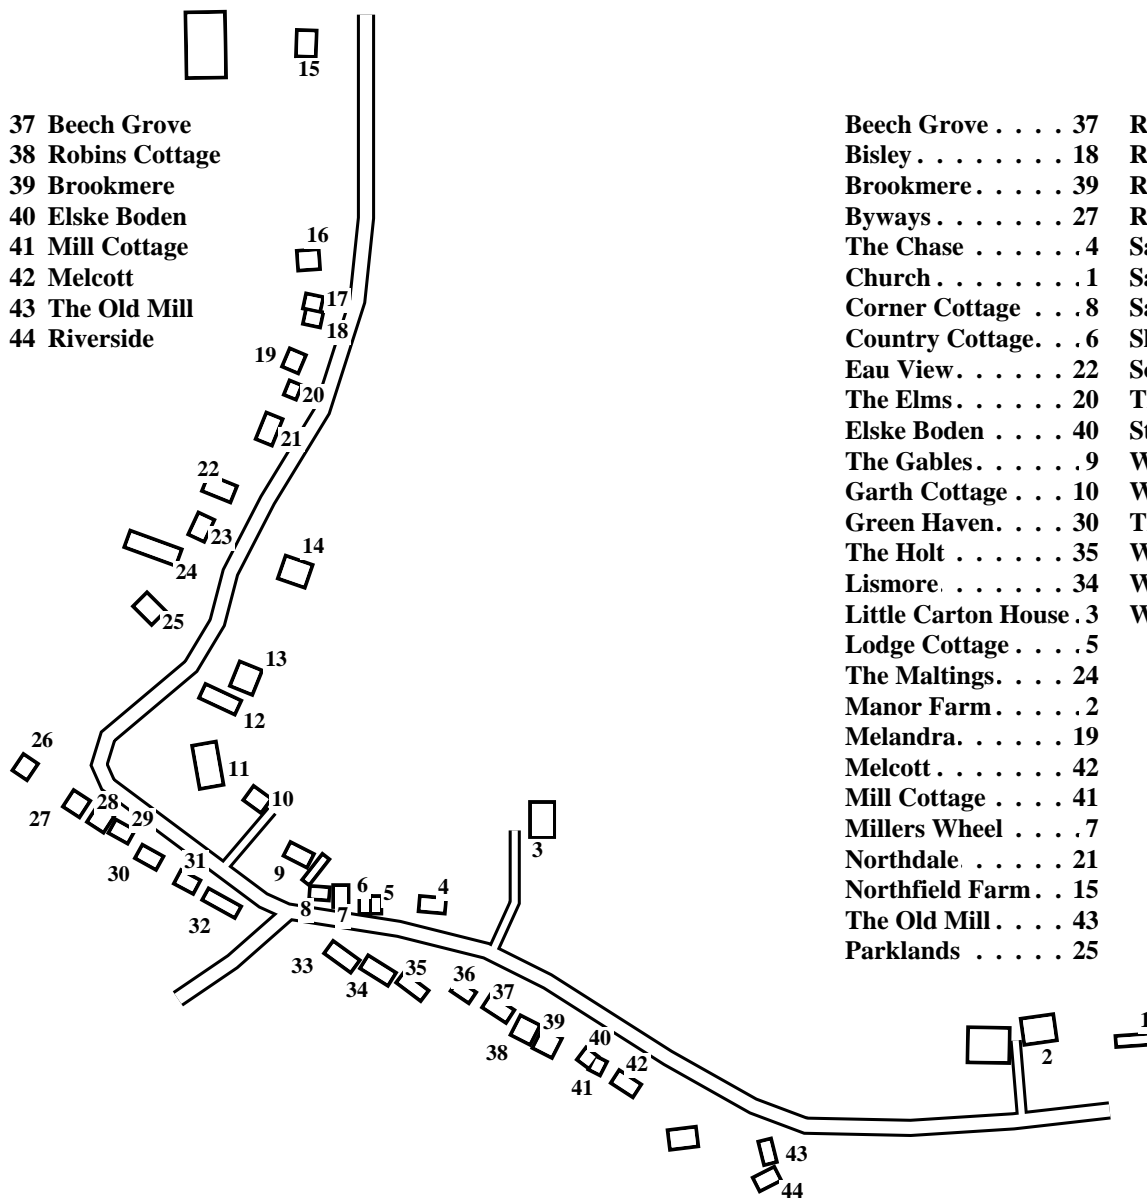 15
37 Beech Grove
38 Robins Cottage
39 Brookmere
40 Elske Boden
41 Mill Cottage
42 Melcott
43 The Old Mill
44 Riverside
Beech Grove . . . . 37 R
Bisley . . . . . . . . 18 R
Brookmere . . . . . 39 R
Byways . . . . . . . 27 R
The Chase . . . . . . 4 Sa
Church . . . . . . . . 1 Sa
Corner Cottage . . . 8 Sa
Country Cottage. . . 6
Eau View. . . . . . 22
The Elms. . . . . . 20 T
Elske Boden . . . . 40 St
The Gables. . . . . . 9 W
Garth Cottage . . . 10 W
Green Haven. . . . 30 T
The Holt . . . . . . 35 W
Lismore. . . . . . . 34 W
Little Carton House . 3 W
Lodge Cottage . . . . 5
The Maltings. . . . 24
Manor Farm . . . . . 2
Melandra. . . . . . 19
Melcott . . . . . . . 42
Mill Cottage . . . . 41
Millers Wheel . . . . 7
Northdale. . . . . . 21
Northfield Farm . . 15
The Old Mill . . . . 43
Parklands . . . . . 25
16
17
18
19
20
21
22
23
24
14
25
13
12
26
11
10
27
28
29
30
31
32
9
8
7
6
5
4
3
33
34
35
36
37
38
39
40
41
42
2
1
43
44